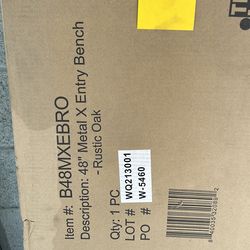 Item #: B48MXEBRO
Description: 48" Metal X Entry Bench
- Rustic Oak
Qty: 1 PC
LOT # WQ213001
PO # W-5460